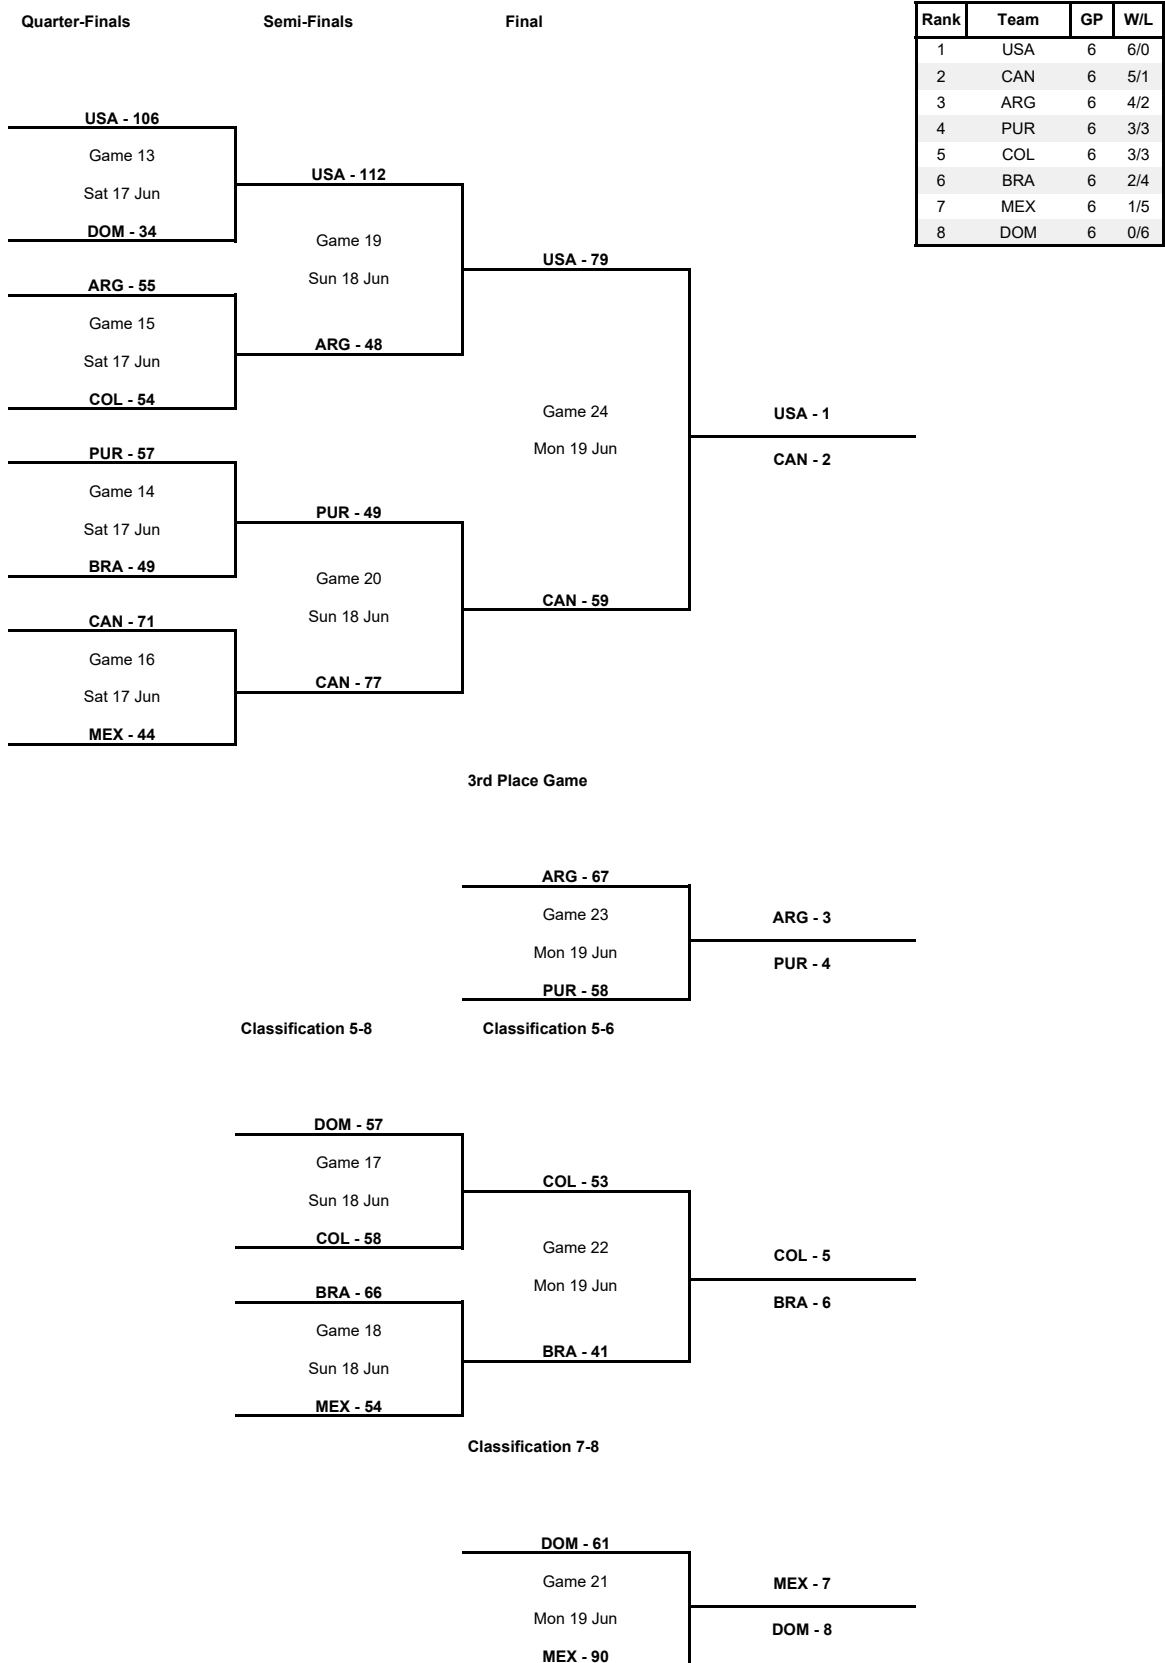 Quarter-Finals Semi-Finals Final
Rank Team GP W/L
1 USA 6 6/0
2 CAN 6 5/1
3 ARG 6 4/2
4 PUR 6 3/3
5 COL 6 3/3
6 BRA 6 2/4
7 MEX 6 1/5
8 DOM 6 0/6
USA - 106
Game 13
Sat 17 Jun
DOM - 34
ARG - 55
Game 15
Sat 17 Jun
COL - 54
PUR - 57
Game 14
Sat 17 Jun
BRA - 49
CAN - 71
Game 16
Sat 17 Jun
MEX - 44
USA - 112
Game 19
Sun 18 Jun
ARG - 48
PUR - 49
Game 20
Sun 18 Jun
CAN - 77
USA - 79
Game 24
Mon 19 Jun
CAN - 59
USA - 1
CAN - 2
3rd Place Game
ARG - 67
Game 23
Mon 19 Jun
PUR - 58
ARG - 3
PUR - 4
Classification 5-8 Classification 5-6
DOM - 57
Game 17
Sun 18 Jun
COL - 58
BRA - 66
Game 18
Sun 18 Jun
MEX - 54
COL - 53
Game 22
Mon 19 Jun
BRA - 41
COL - 5
BRA - 6
Classification 7-8
DOM - 61
Game 21
Mon 19 Jun
MEX - 90
MEX - 7
DOM - 8